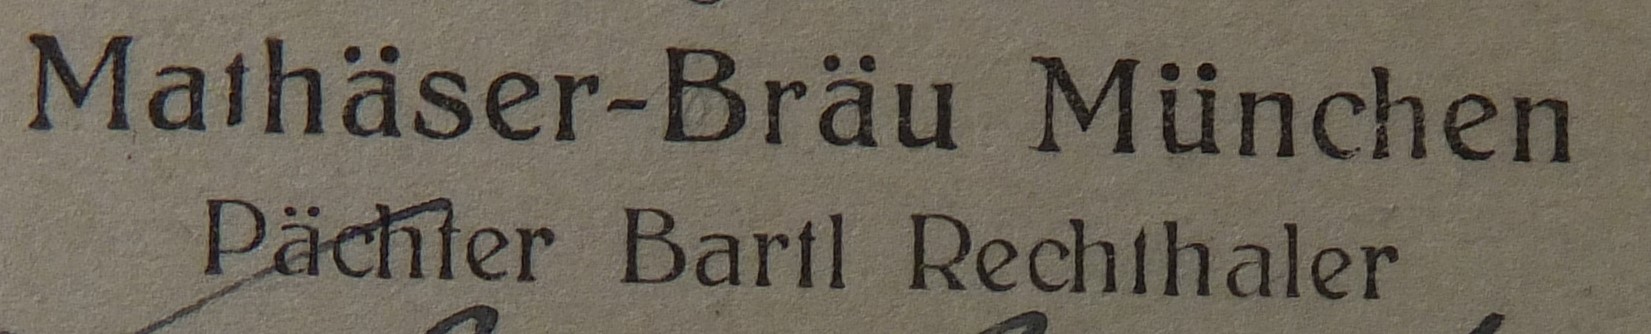 Mathäser-Bräu München
Pächter Bartl Rechthaler